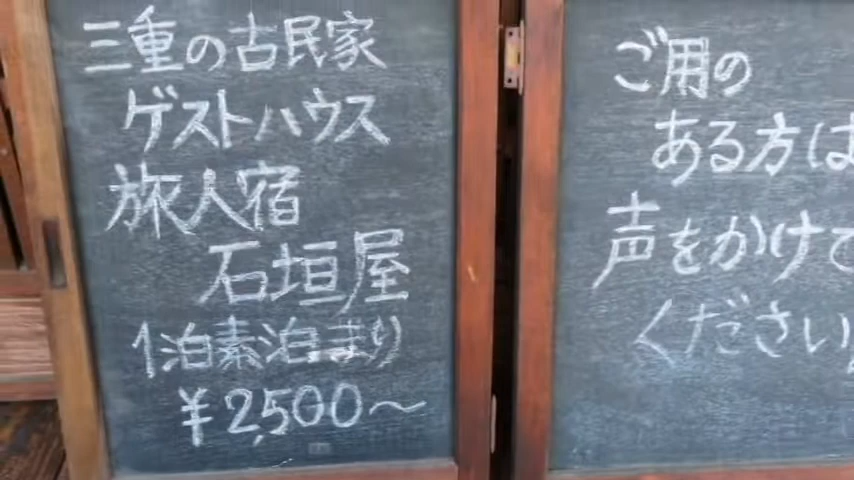 三重の古民家
ゲストハウス
旅人宿
石垣屋
1泊素泊まり
¥2,500〜
ご用の
ある方は
声をかけて
ください